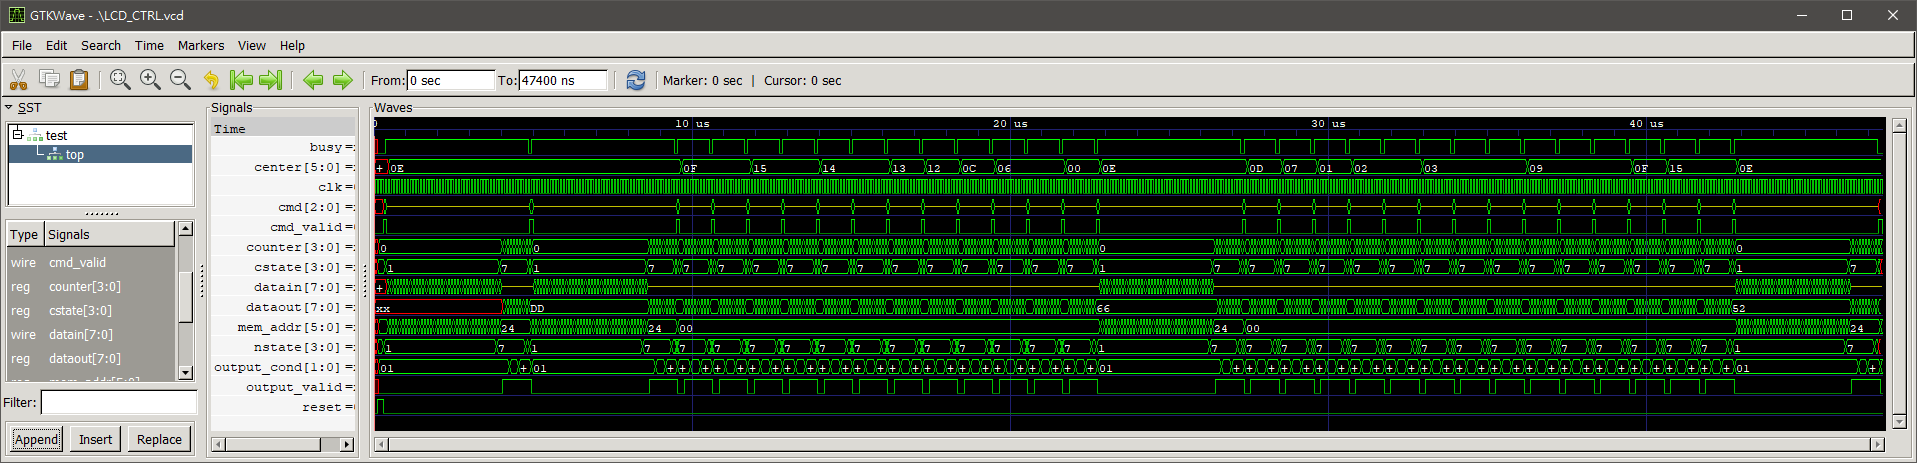 GTKWave - .\LCD_CTRL.vcd
File Edit Search Time Markers View Help
From: 0 sec To: 47400 ns Marker: 0 sec | Cursor: 0 sec
SST
test
top
Type Signals
wire cmd_valid
reg counter[3:0]
reg cstate[3:0]
wire datain[7:0]
reg dataout[7:0]
Filter:
Append Insert Replace
Signals
Time
busy =x
center[5:0] =x
clk =0
cmd[2:0] =x
cmd_valid =0
counter[3:0] =x
cstate[3:0] =x
datain[7:0] =x
dataout[7:0] =x
mem_addr[5:0] =x
nstate[3:0] =x
output_cond[1:0] =x
output_valid =x
reset =0
Waves
0 10 us 20 us 30 us 40 us
+ 0E 0F 15 14 13 12 0C 06 00 0E 0D 07 01 02 03 09 0F 15 0E
0 0 0 0
1 7 1 7 7 7 7 7 7 7 7 7 7 7 7 1 7 7 7 7 7 7 7 7 7 7 7 7 7 7 1 7
+
xx DD 66 52
24 24 00 24 00 24
1 7 1 7 7 7 7 7 7 7 7 7 7 7 7 1 7 7 7 7 7 7 7 7 7 7 7 7 7 7 1 7
01 + 01 + + + + + + + + + + + + 01 + + + + + + + + + + + + + + 01 +